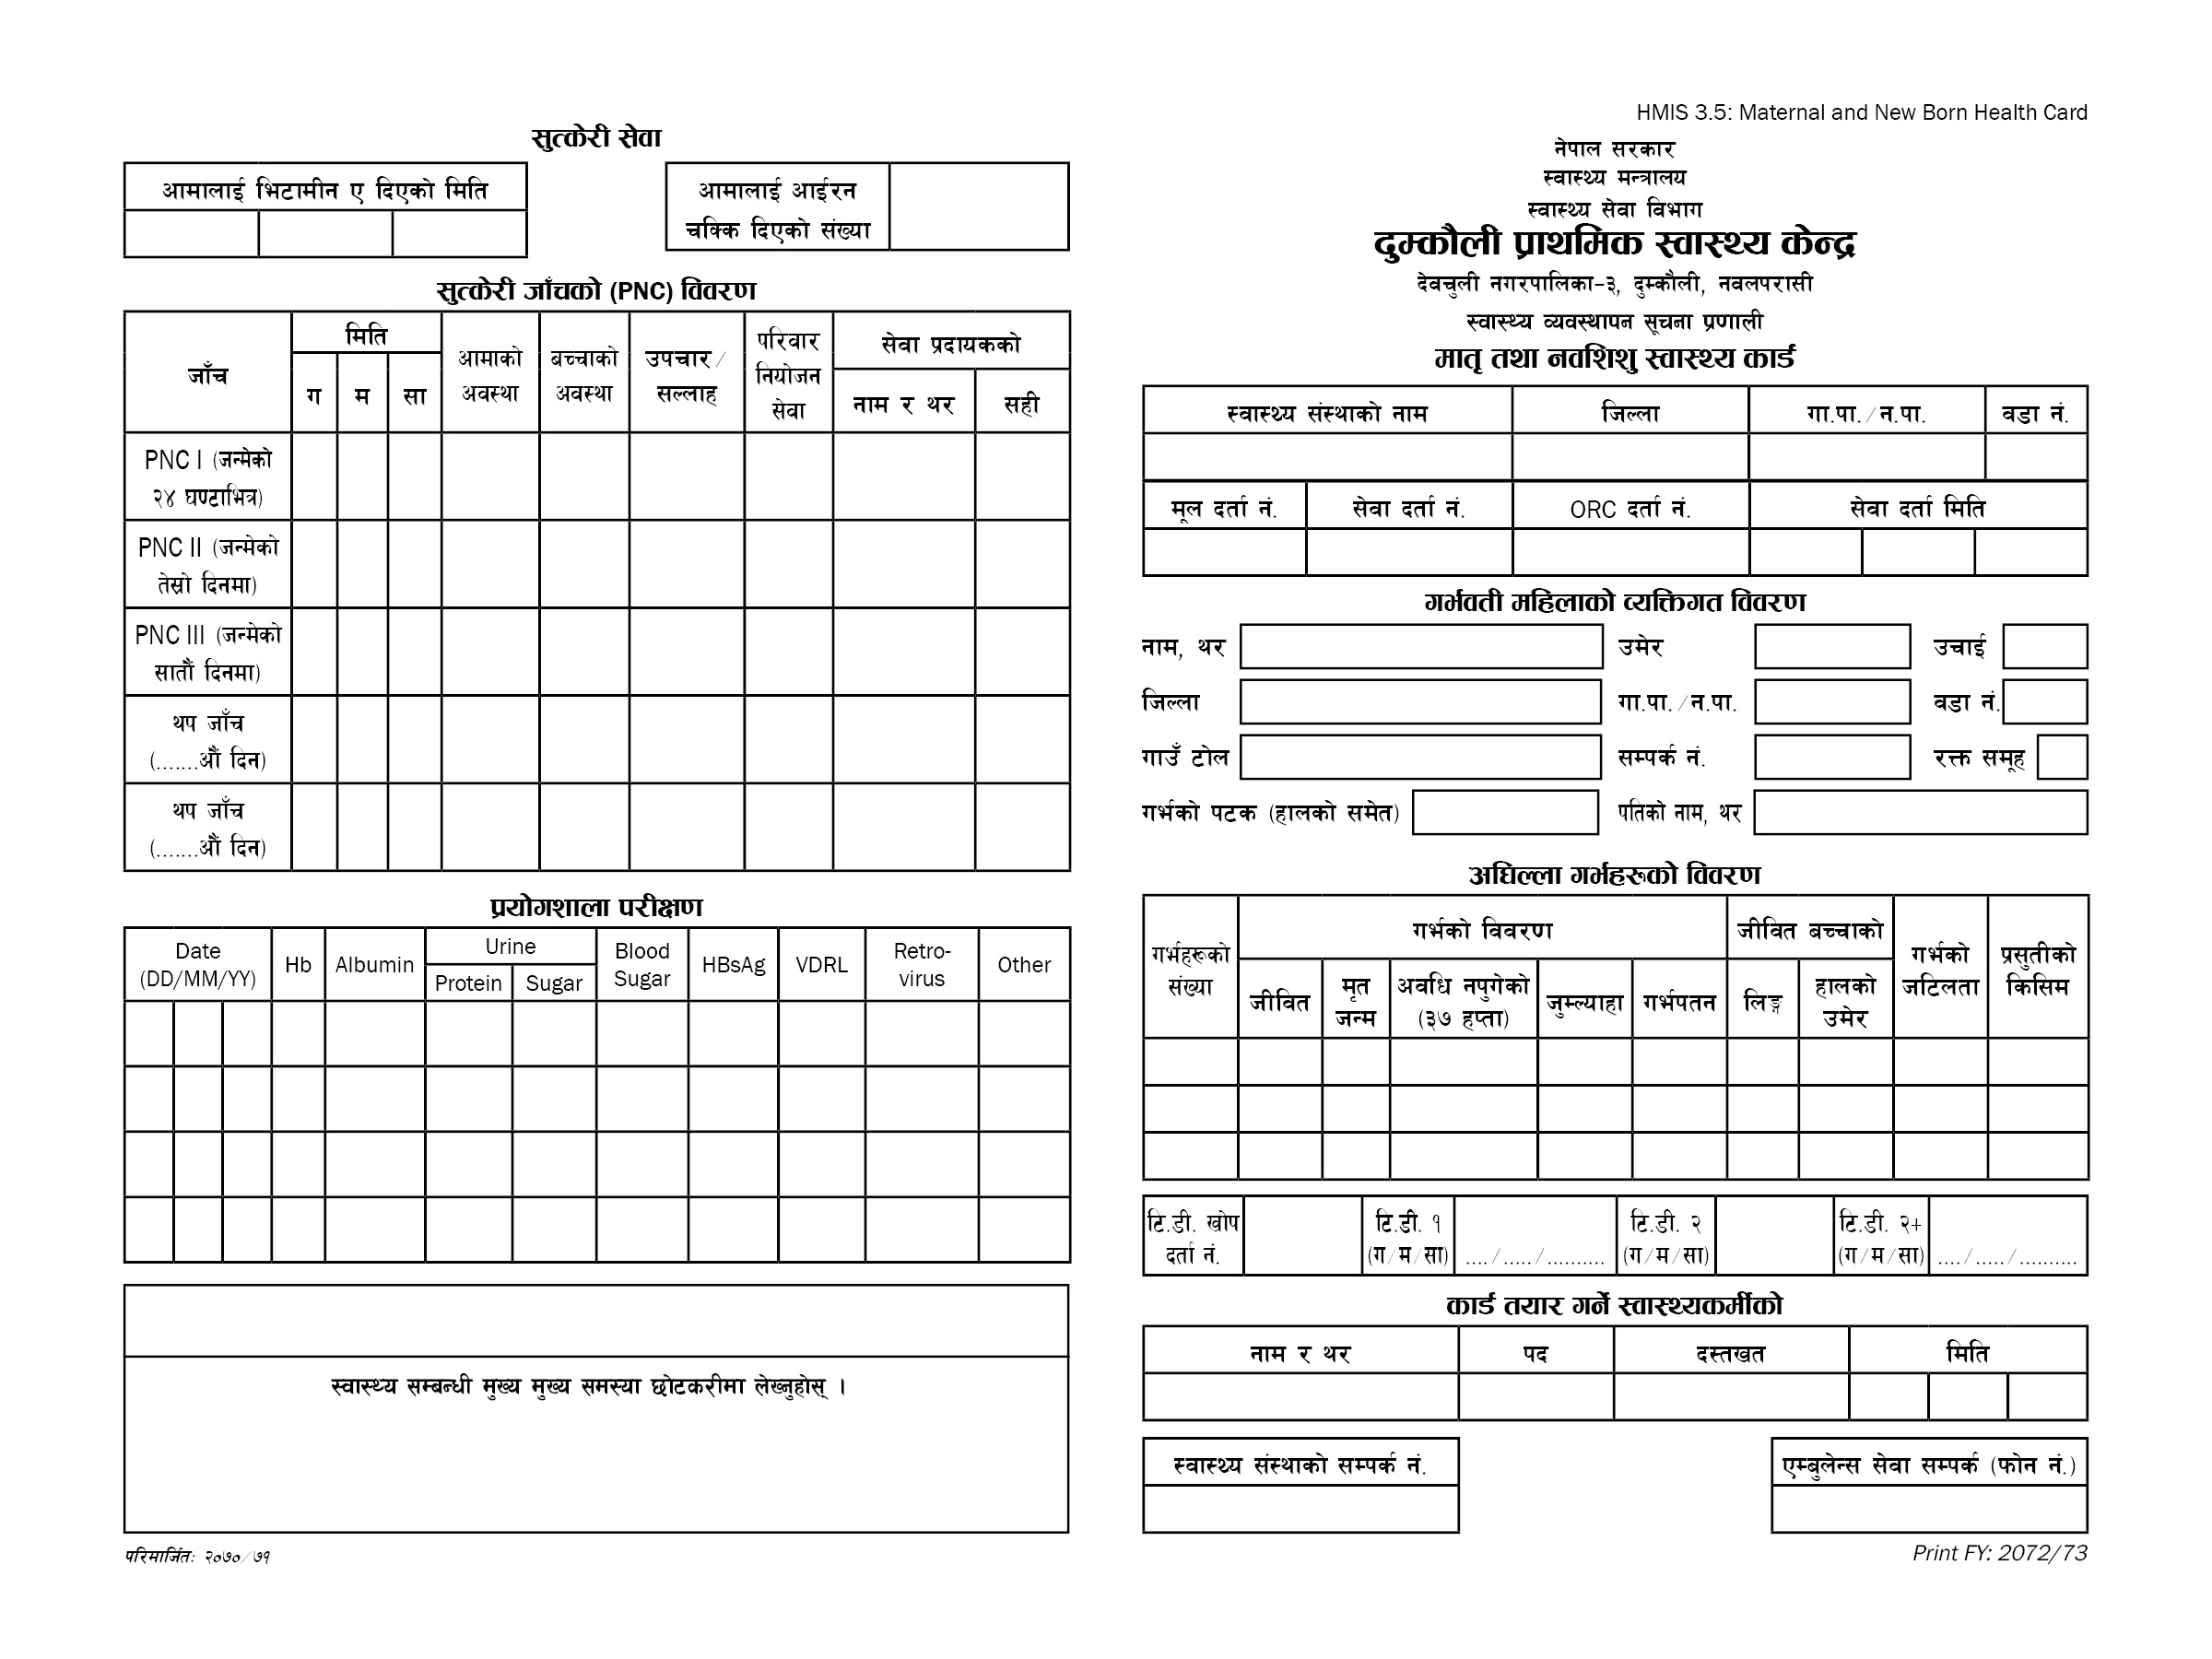 सुत्केरी सेवा
आमालाई भिटामीन ए दिएको मिति
आमालाई आईरन
चक्कि दिएको संख्या
सुत्केरी जाँचको (PNC) विवरण
जाँच
मिति
ग म सा
आमाको
अवस्था
बच्चाको
अवस्था
उपचार/
सल्लाह
परिवार
नियोजन
सेवा
सेवा प्रदायकको
नाम र थर सही
PNC I (जन्मेको
२४ घण्टाभित्र)
PNC II (जन्मेको
तेस्रो दिनमा)
PNC III (जन्मेको
सातौं दिनमा)
थप जाँच
(.......औं दिन)
थप जाँच
(.......औं दिन)
प्रयोगशाला परीक्षण
Date
(DD/MM/YY)
Hb
Albumin
Urine
Protein Sugar
Blood
Sugar
HBsAg
VDRL
Retro-
virus
Other
स्वास्थ्य सम्बन्धी मुख्य मुख्य समस्या छोटकरीमा लेख्नुहोस् ।
परिमार्जितः २०७०/७१
HMIS 3.5: Maternal and New Born Health Card
नेपाल सरकार
स्वास्थ्य मन्त्रालय
स्वास्थ्य सेवा विभाग
दुम्कौली प्राथमिक स्वास्थ्य केन्द्र
देवचुली नगरपालिका-३, दुम्कौली, नवलपरासी
स्वास्थ्य व्यवस्थापन सूचना प्रणाली
मातृ तथा नवशिशु स्वास्थ्य कार्ड
स्वास्थ्य संस्थाको नाम जिल्ला गा.पा./न.पा. वडा नं.
मूल दर्ता नं. सेवा दर्ता नं. ORC दर्ता नं. सेवा दर्ता मिति
गर्भवती महिलाको व्यक्तिगत विवरण
नाम, थर उमेर उचाई
जिल्ला गा.पा./न.पा. वडा नं.
गाउँ टोल सम्पर्क नं. रक्त समूह
गर्भको पटक (हालको समेत) पतिको नाम, थर
अघिल्ला गर्भहरूको विवरण
गर्भहरूको
संख्या
गर्भको विवरण
जीवित
मृत
जन्म
अवधि नपुगेको
(३७ हप्ता)
जुम्ल्याहा
गर्भपतन
जीवित बच्चाको
लिङ्ग
हालको
उमेर
गर्भको
जटिलता
प्रसुतीको
किसिम
टि.डी. खोप
दर्ता नं.
टि.डी. १
(ग/म/सा) ..../...../..........
टि.डी. २
(ग/म/सा)
टि.डी. २+
(ग/म/सा) ..../...../..........
कार्ड तयार गर्ने स्वास्थ्यकर्मीको
नाम र थर पद दस्तखत मिति
स्वास्थ्य संस्थाको सम्पर्क नं.
एम्बुलेन्स सेवा सम्पर्क (फोन नं.)
Print FY: 2072/73